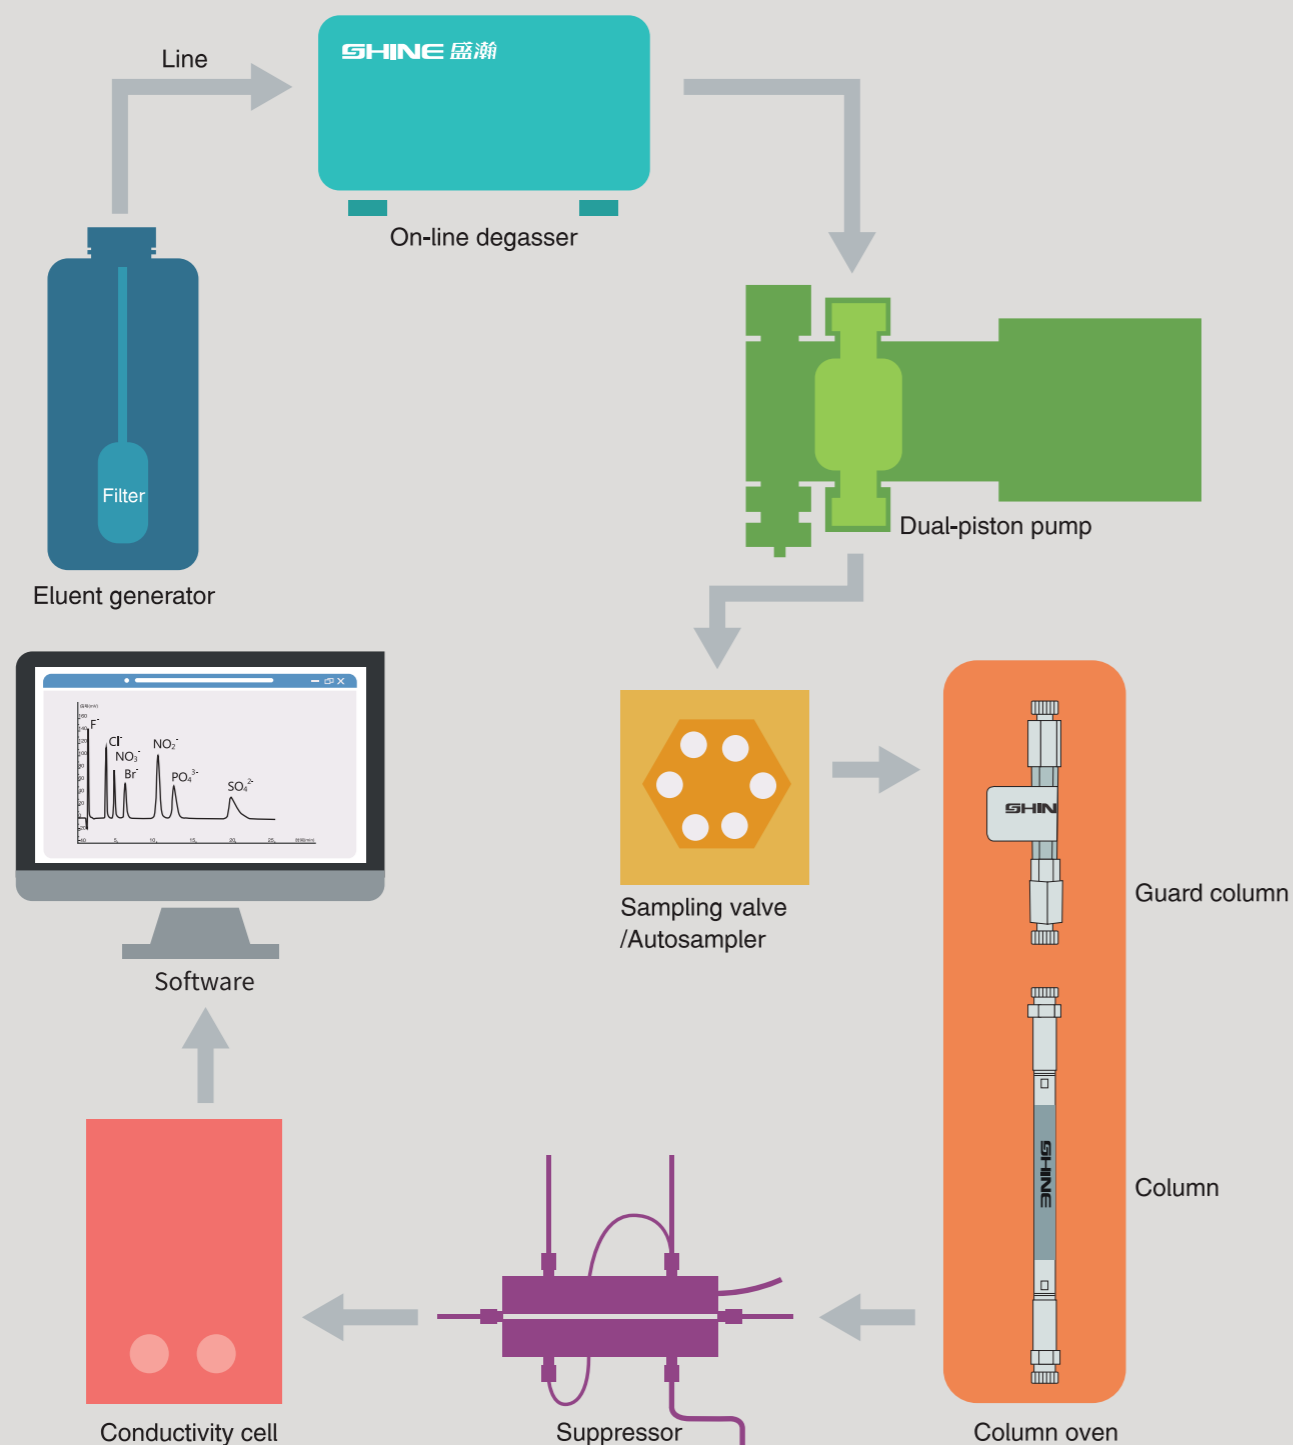 Line
SHINE 盛瀚
On-line degasser
Filter
Eluent generator
Dual-piston pump
F⁻
Cl⁻
NO₃⁻
Br⁻
NO₂⁻
PO₄³⁻
SO₄²⁻
Software
Sampling valve
/Autosampler
SHIN
Guard column
SHINE
Column
Conductivity cell
Suppressor
Column oven